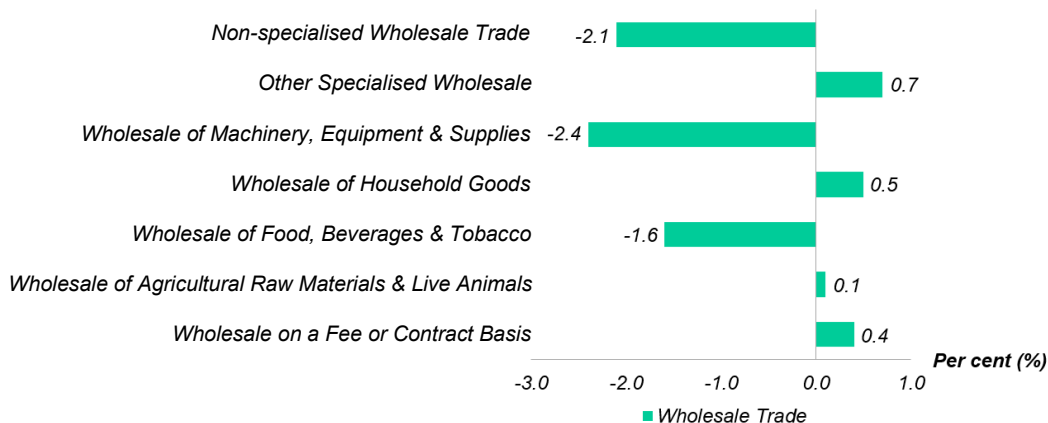 Non-specialised Wholesale Trade
-2.1
Other Specialised Wholesale
0.7
Wholesale of Machinery, Equipment & Supplies
-2.4
Wholesale of Household Goods
0.5
Wholesale of Food, Beverages & Tobacco
-1.6
Wholesale of Agricultural Raw Materials & Live Animals
0.1
Wholesale on a Fee or Contract Basis
0.4
Per cent (%)
-3.0 -2.0 -1.0 0.0 1.0
Wholesale Trade